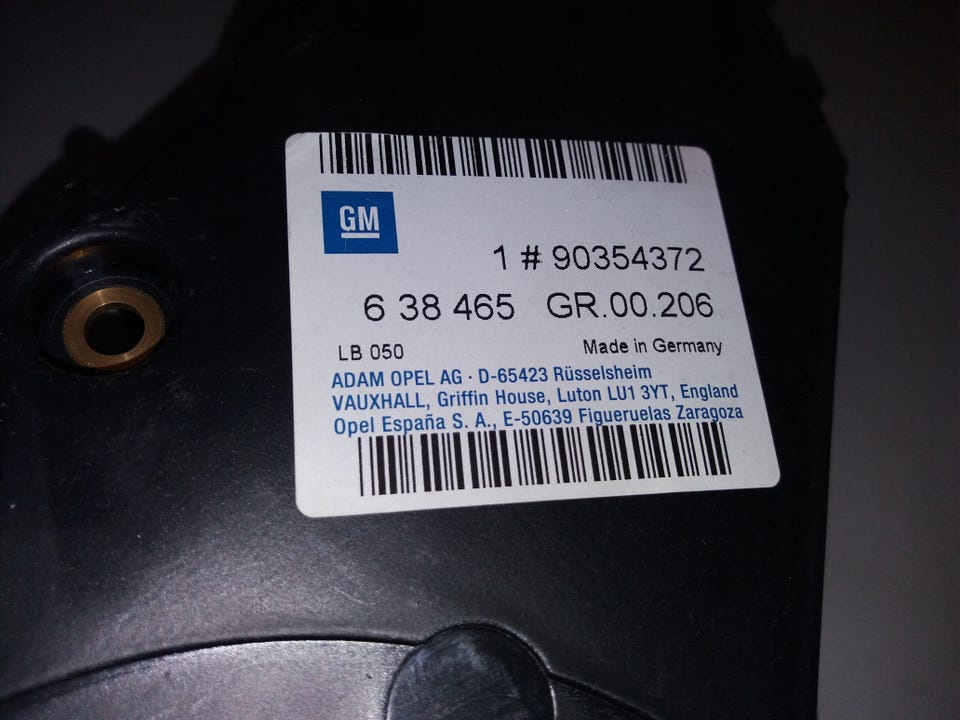 GM
1 # 90354372
6 38 465 GR.00.206
LB 050 Made in Germany
ADAM OPEL AG · D-65423 Rüsselsheim
VAUXHALL, Griffin House, Luton LU1 3YT, England
Opel España S. A., E-50639 Figueruelas Zaragoza